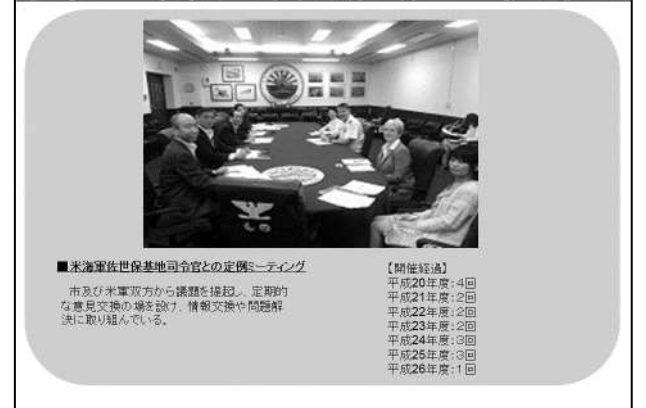 ■米海軍佐世保基地司令官との定例ミーティング
市及び米軍双方から議題を提起し、定期的
な意見交換の場を設け、情報交換や問題解
決に取り組んでいる。
【開催経過】
平成20年度:4回
平成21年度:2回
平成22年度:2回
平成23年度:2回
平成24年度:3回
平成25年度:3回
平成26年度:1回